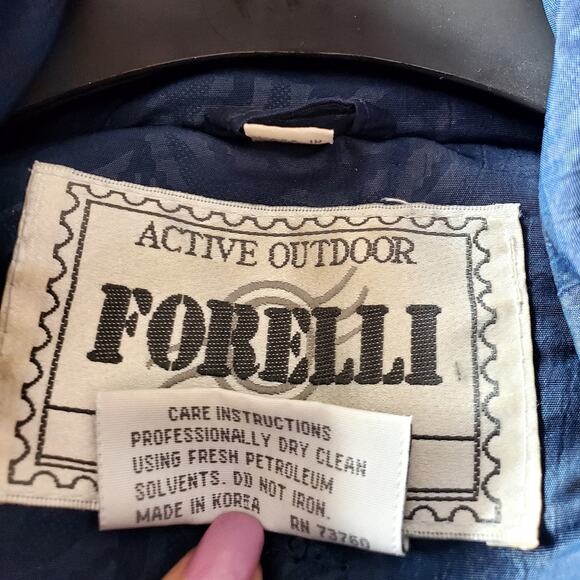 ACTIVE OUTDOOR
FORELLI
CARE INSTRUCTIONS
PROFESSIONALLY DRY CLEAN
USING FRESH PETROLEUM
SOLVENTS. DO NOT IRON.
MADE IN KOREA
RN 73760